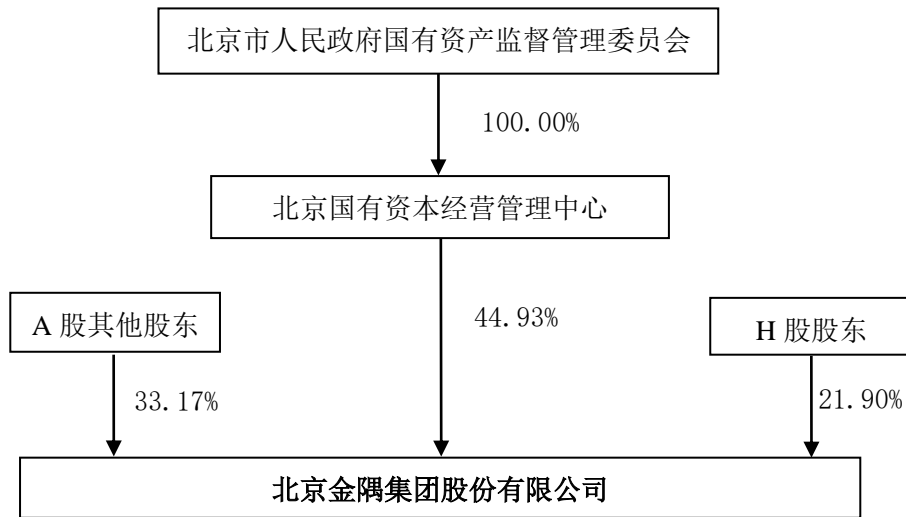 北京市人民政府国有资产监督管理委员会
100.00%
北京国有资本经营管理中心
A 股其他股东
44.93%
H 股股东
33.17%
21.90%
北京金隅集团股份有限公司